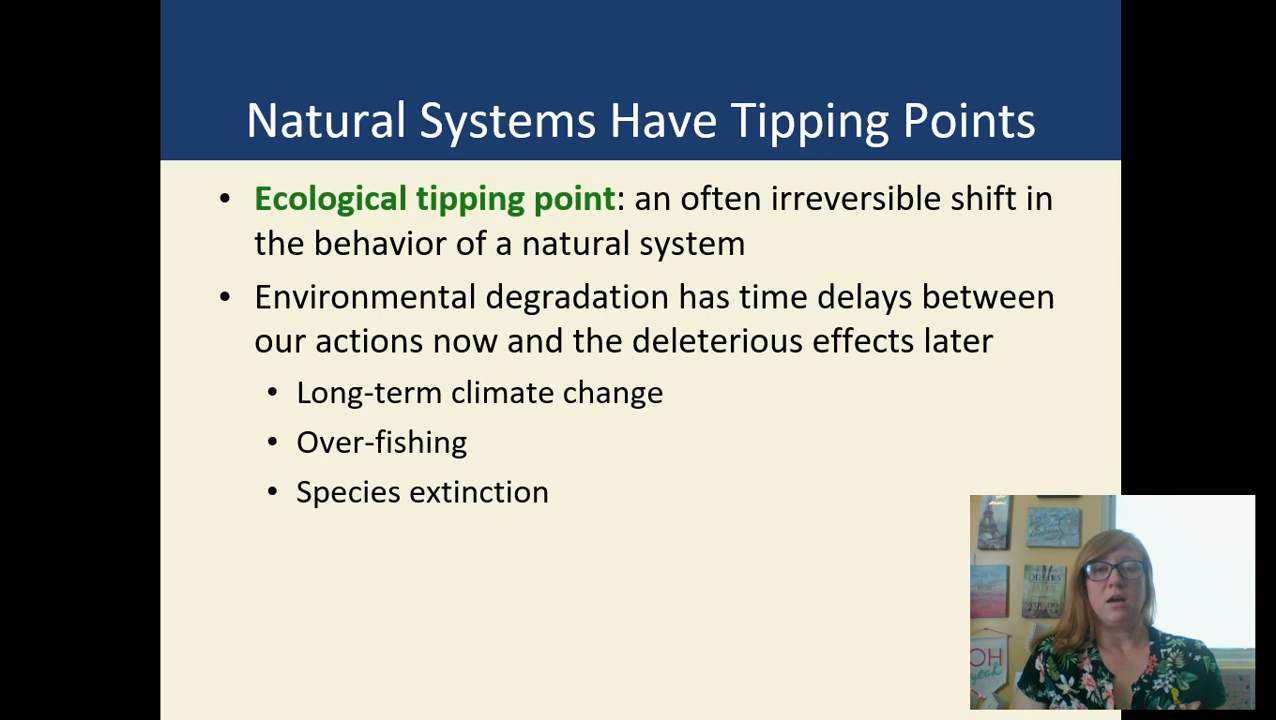 Natural Systems Have Tipping Points
• Ecological tipping point: an often irreversible shift in
the behavior of a natural system
• Environmental degradation has time delays between
our actions now and the deleterious effects later
• Long-term climate change
• Over-fishing
• Species extinction
OH
yeah